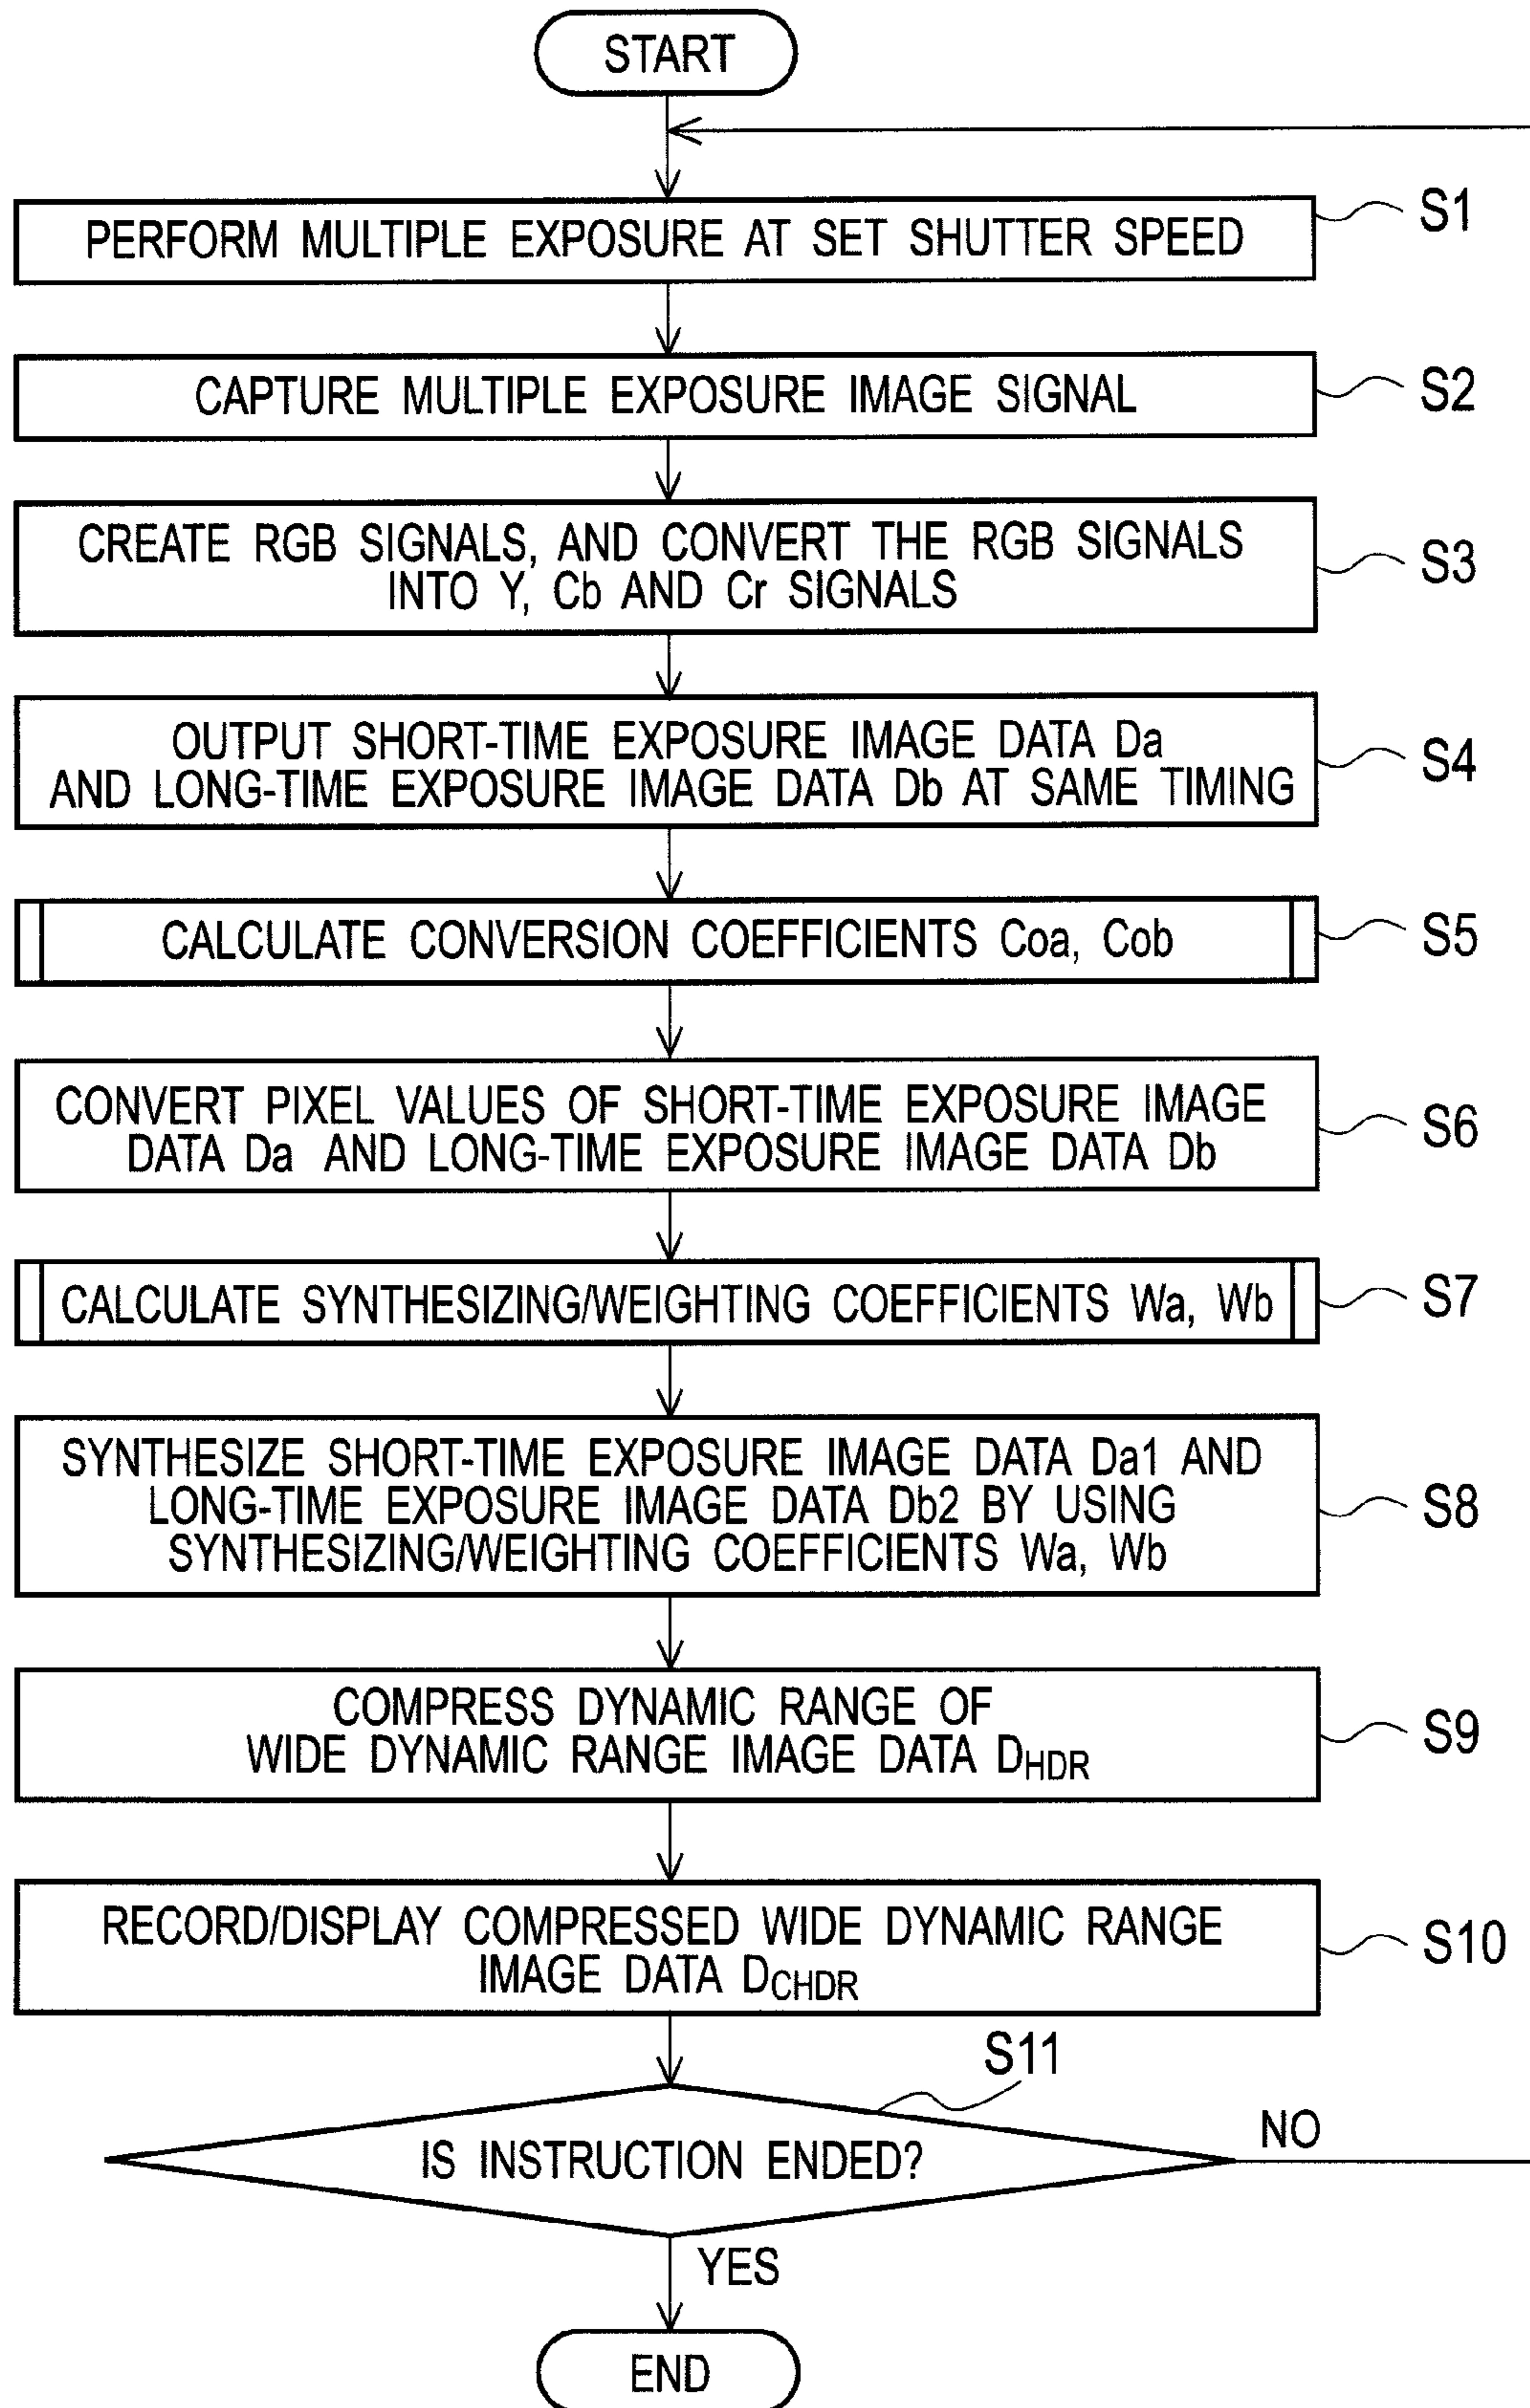 START
PERFORM MULTIPLE EXPOSURE AT SET SHUTTER SPEED
S1
CAPTURE MULTIPLE EXPOSURE IMAGE SIGNAL
S2
CREATE RGB SIGNALS, AND CONVERT THE RGB SIGNALS
INTO Y, Cb AND Cr SIGNALS
S3
OUTPUT SHORT-TIME EXPOSURE IMAGE DATA Da
AND LONG-TIME EXPOSURE IMAGE DATA Db AT SAME TIMING
S4
CALCULATE CONVERSION COEFFICIENTS Coa, Cob
S5
CONVERT PIXEL VALUES OF SHORT-TIME EXPOSURE IMAGE
DATA Da AND LONG-TIME EXPOSURE IMAGE DATA Db
S6
CALCULATE SYNTHESIZING/WEIGHTING COEFFICIENTS Wa, Wb
S7
SYNTHESIZE SHORT-TIME EXPOSURE IMAGE DATA Da1 AND
LONG-TIME EXPOSURE IMAGE DATA Db2 BY USING
SYNTHESIZING/WEIGHTING COEFFICIENTS Wa, Wb
S8
COMPRESS DYNAMIC RANGE OF
WIDE DYNAMIC RANGE IMAGE DATA DHDR
S9
RECORD/DISPLAY COMPRESSED WIDE DYNAMIC RANGE
IMAGE DATA DCHDR
S10
S11
IS INSTRUCTION ENDED?
NO
YES
END